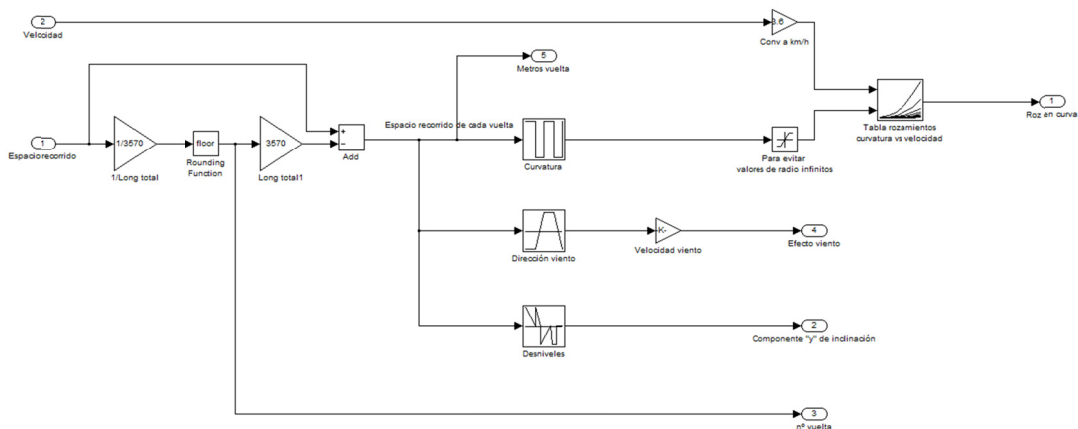 2
Velocidad
3.6
Conv a km/h
5
Metros vuelta
1
Espacio recorrido
1/3570
1/Long total
floor
Rounding
Function
3570
Long total1
+
−
Add
Espacio recorrido de cada vuelta
Curvatura
Para evitar
valores de radio infinitos
Tabla rozamientos
curvatura vs velocidad
1
Roz en curva
Dirección viento
-K-
Velocidad viento
4
Efecto viento
Desniveles
2
Componente "y" de inclinación
3
nº vuelta